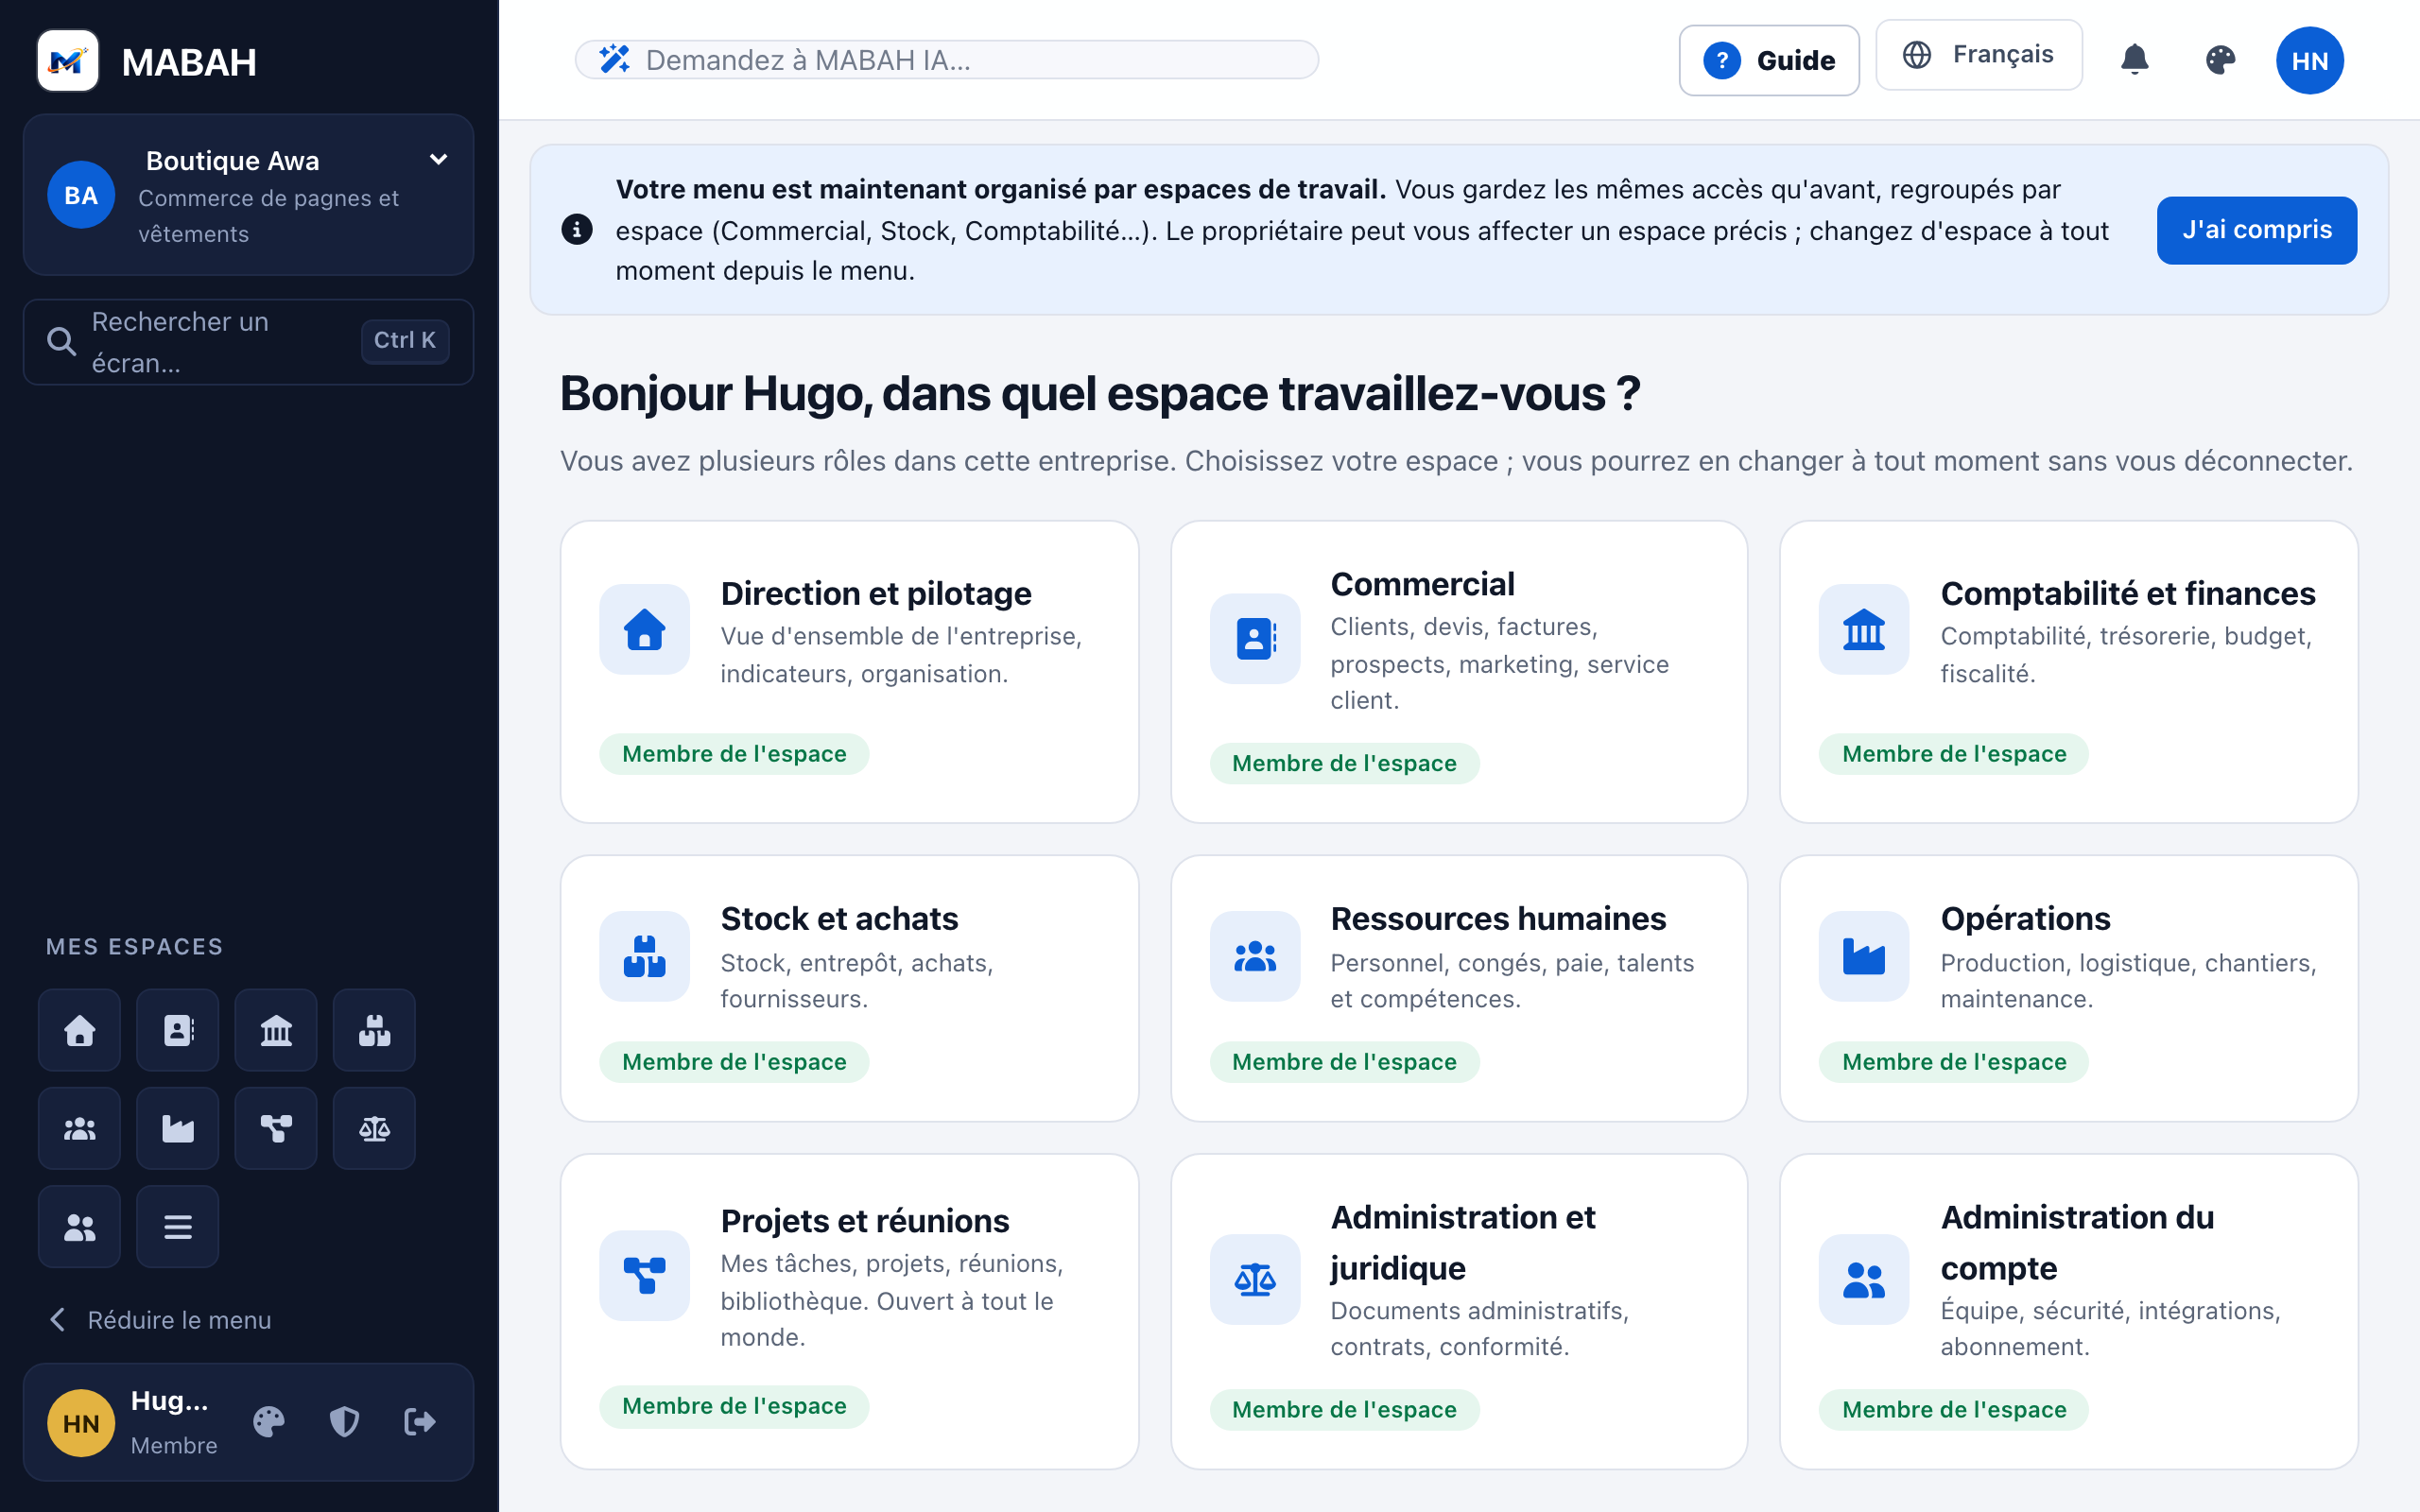 MABAH
BA
Boutique Awa
Commerce de pagnes et
vêtements
Rechercher un
écran...
Ctrl K
MES ESPACES
Réduire le menu
HN
Hug...
Membre
Demandez à MABAH IA...
? Guide
Français
HN
Votre menu est maintenant organisé par espaces de travail. Vous gardez les mêmes accès qu'avant, regroupés par
espace (Commercial, Stock, Comptabilité...). Le propriétaire peut vous affecter un espace précis ; changez d'espace à tout
moment depuis le menu.
J'ai compris
Bonjour Hugo, dans quel espace travaillez-vous ?
Vous avez plusieurs rôles dans cette entreprise. Choisissez votre espace ; vous pourrez en changer à tout moment sans vous déconnecter.
Direction et pilotage
Vue d'ensemble de l'entreprise,
indicateurs, organisation.
Membre de l'espace
Commercial
Clients, devis, factures,
prospects, marketing, service
client.
Membre de l'espace
Comptabilité et finances
Comptabilité, trésorerie, budget,
fiscalité.
Membre de l'espace
Stock et achats
Stock, entrepôt, achats,
fournisseurs.
Membre de l'espace
Ressources humaines
Personnel, congés, paie, talents
et compétences.
Membre de l'espace
Opérations
Production, logistique, chantiers,
maintenance.
Membre de l'espace
Projets et réunions
Mes tâches, projets, réunions,
bibliothèque. Ouvert à tout le
monde.
Membre de l'espace
Administration et
juridique
Documents administratifs,
contrats, conformité.
Membre de l'espace
Administration du
compte
Équipe, sécurité, intégrations,
abonnement.
Membre de l'espace